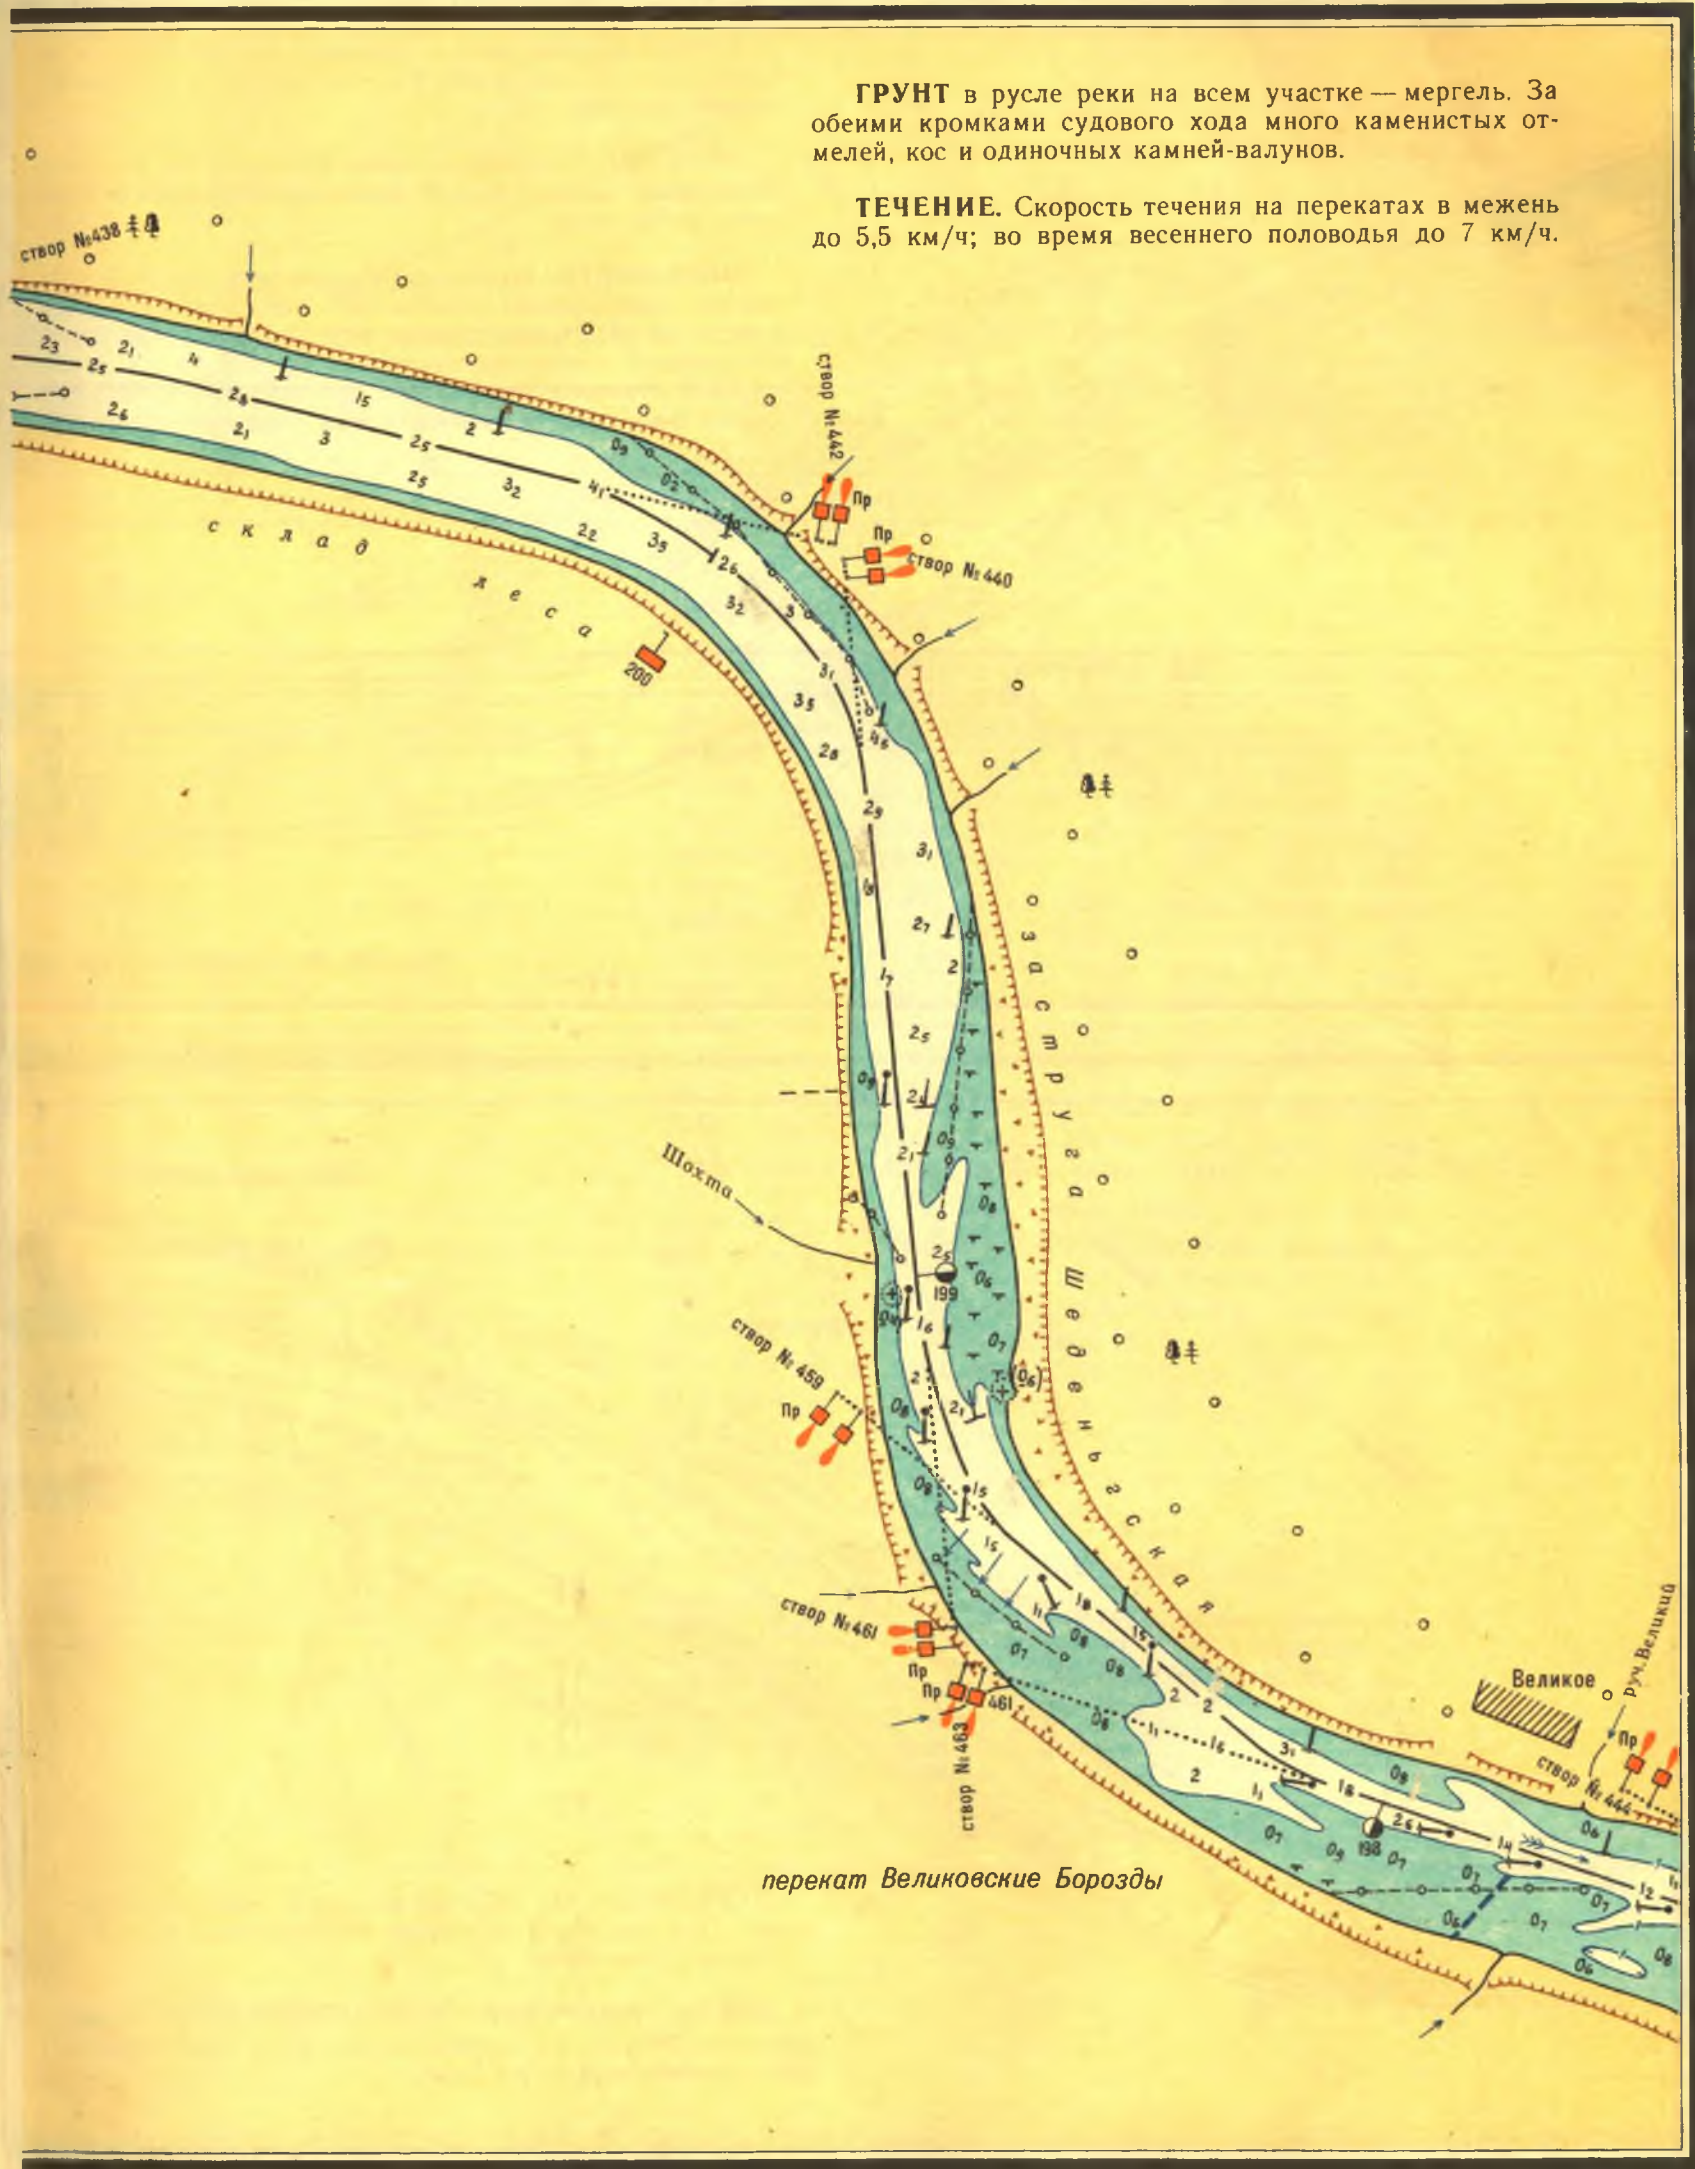 ГРУНТ в русле реки на всем участке — мергель. За
обеими кромками судового хода много каменистых от-
мелей, кос и одиночных камней-валунов.
ТЕЧЕНИЕ. Скорость течения на перекатах в межень
до 5,5 км/ч; во время весеннего половодья до 7 км/ч.
створ №438
створ №442
Пр
Пр
створ №440
склад леса
200
заструга Шеденьгская
Шохта
199
створ №459
Пр
створ №461
Пр
Пр
461
створ №463
Великое
руч.Великий
Пр
створ №444
198
перекат Великовские Борозды